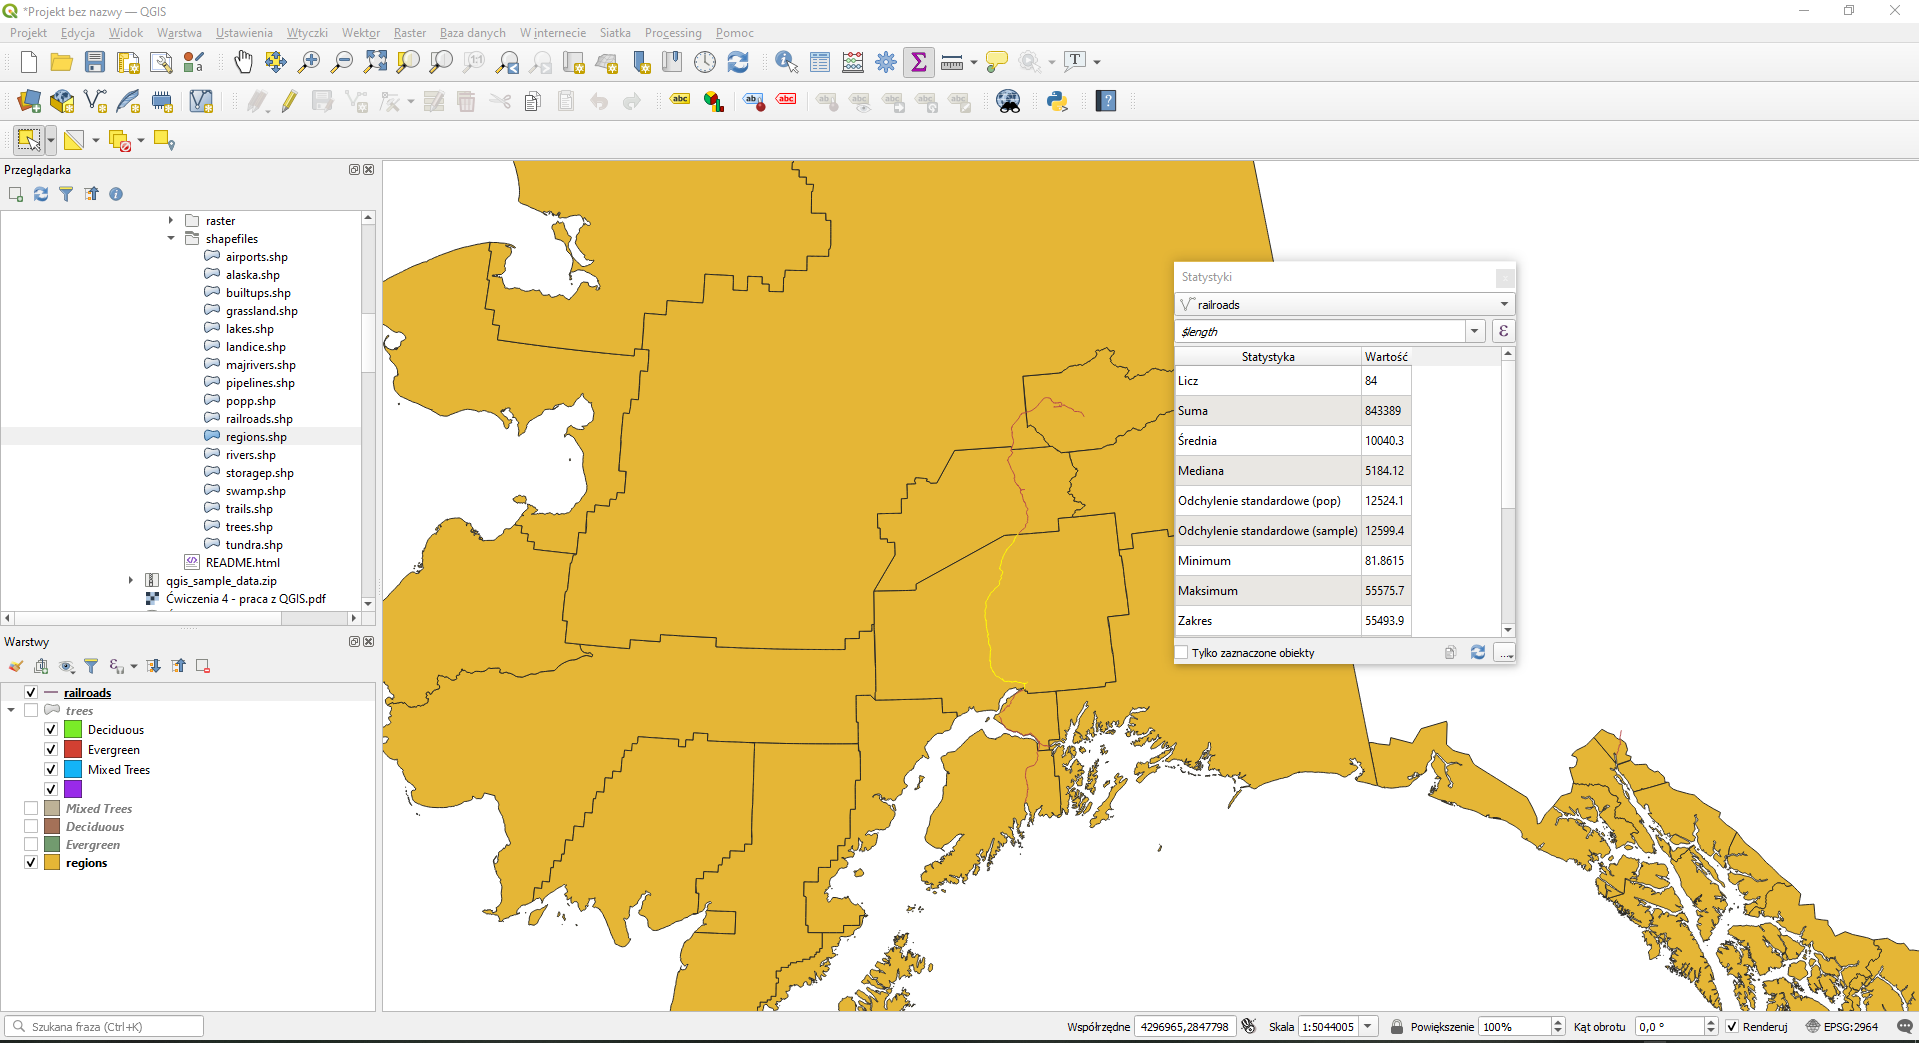 *Projekt bez nazwy — QGIS
Projekt Edycja Widok Warstwa Ustawienia Wtyczki Wektor Raster Baza danych W internecie Siatka Processing Pomoc
Przeglądarka
raster
shapefiles
airports.shp
alaska.shp
builtups.shp
grassland.shp
lakes.shp
landice.shp
majrivers.shp
pipelines.shp
popp.shp
railroads.shp
regions.shp
rivers.shp
storagep.shp
swamp.shp
trails.shp
trees.shp
tundra.shp
README.html
qgis_sample_data.zip
Ćwiczenia 4 - praca z QGIS.pdf
Warstwy
railroads
trees
Deciduous
Evergreen
Mixed Trees
Mixed Trees
Deciduous
Evergreen
regions
Statystyki
railroads
$length
Statystyka Wartość
Licz 84
Suma 843389
Średnia 10040.3
Mediana 5184.12
Odchylenie standardowe (pop) 12524.1
Odchylenie standardowe (sample) 12599.4
Minimum 81.8615
Maksimum 55575.7
Zakres 55493.9
Tylko zaznaczone obiekty
Szukana fraza (Ctrl+K)
Współrzędne 4296965,2847798 Skala 1:5044005 Powiększenie 100% Kąt obrotu 0,0 ° Renderuj EPSG:2964